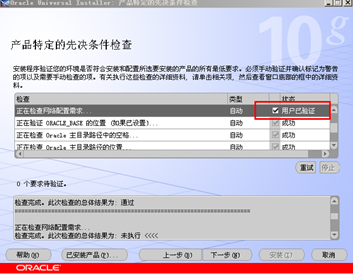 Oracle Universal Installer: 产品特定的先决条件检查
产品特定的先决条件检查
10g
安装程序验证您的环境是否符合安装和配置所选要安装的产品的所有最低要求。必须手动验证并确认标记为警告
的项以及需要手动检查的项。有关执行这些检查的详细资料, 请单击相关项, 然后查看窗口底部的框中的详细资
料。
检查 类型 状态
正在检查网络配置需求... 自动 用户已验证
正在验证 ORACLE_BASE 的位置 (如果已设置)... 自动 成功
正在检查 Oracle 主目录路径中的空格... 自动 成功
正在检查 Oracle 主目录路径的位置... 自动 成功
重试 停止
0 个要求待验证。
检查完成。此次检查的总体结果为: 通过
正在检查网络配置需求...
检查完成。此次检查的总体结果为: 未执行 <<<<
帮助(H) 已安装产品(P)... 上一步(B) 下一步(N) 安装(I) 取消
ORACLE